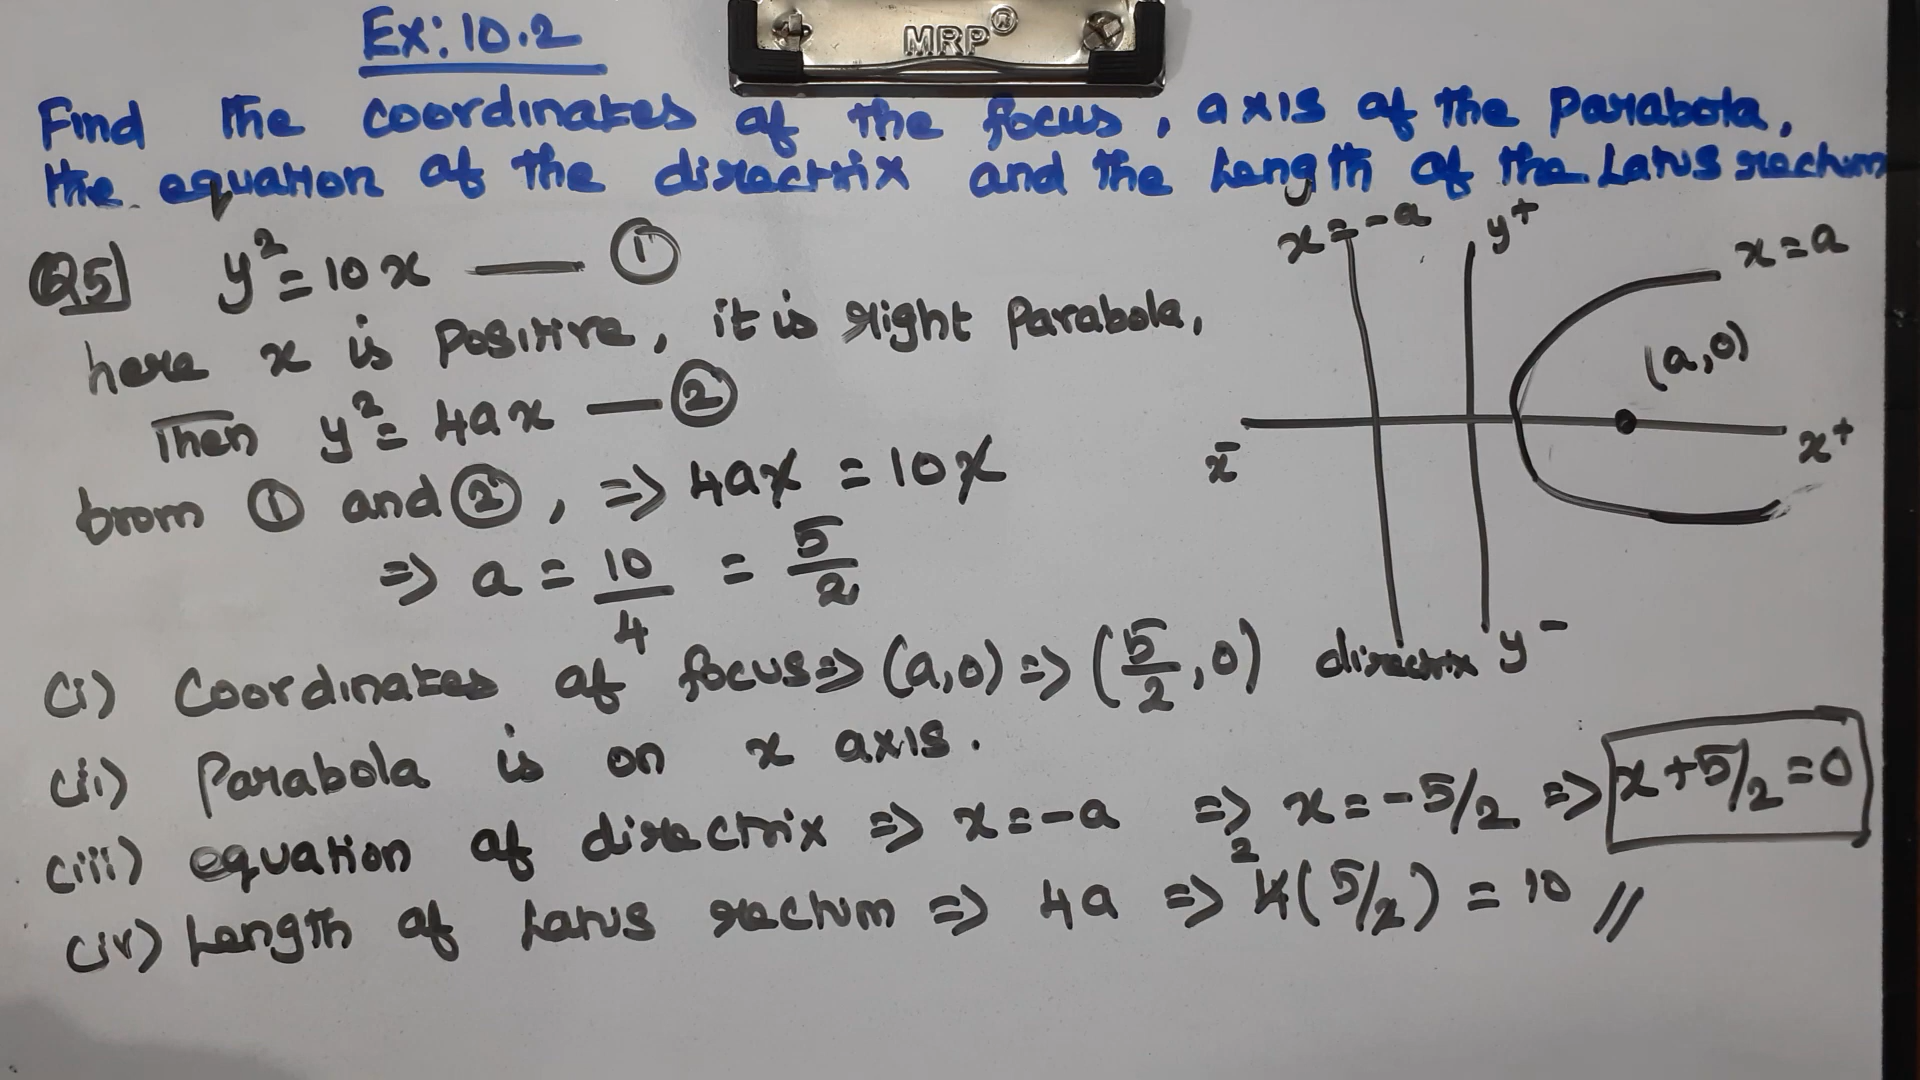 Ex: 10.2
MRP®
Find the coordinates of the focus, axis of the Parabola,
the equation of the directrix and the Length of the Latus rectum
Q5] y² = 10x — ①
here x is positive, it is right Parabola,
Then y² = 4ax — ②
from ① and ②, => 4ax = 10x
=> a = 10/4 = 5/2
x = -a
y+
x = a
(a,0)
x-
x+
directrix y-
(i) Coordinates of focus => (a,0) => (5/2,0)
(ii) Parabola is on x axis.
(iii) equation of directrix => x = -a => x = -5/2 => x + 5/2 = 0
(iv) Length of Latus rectum => 4a => 4(5/2) = 10 //
2